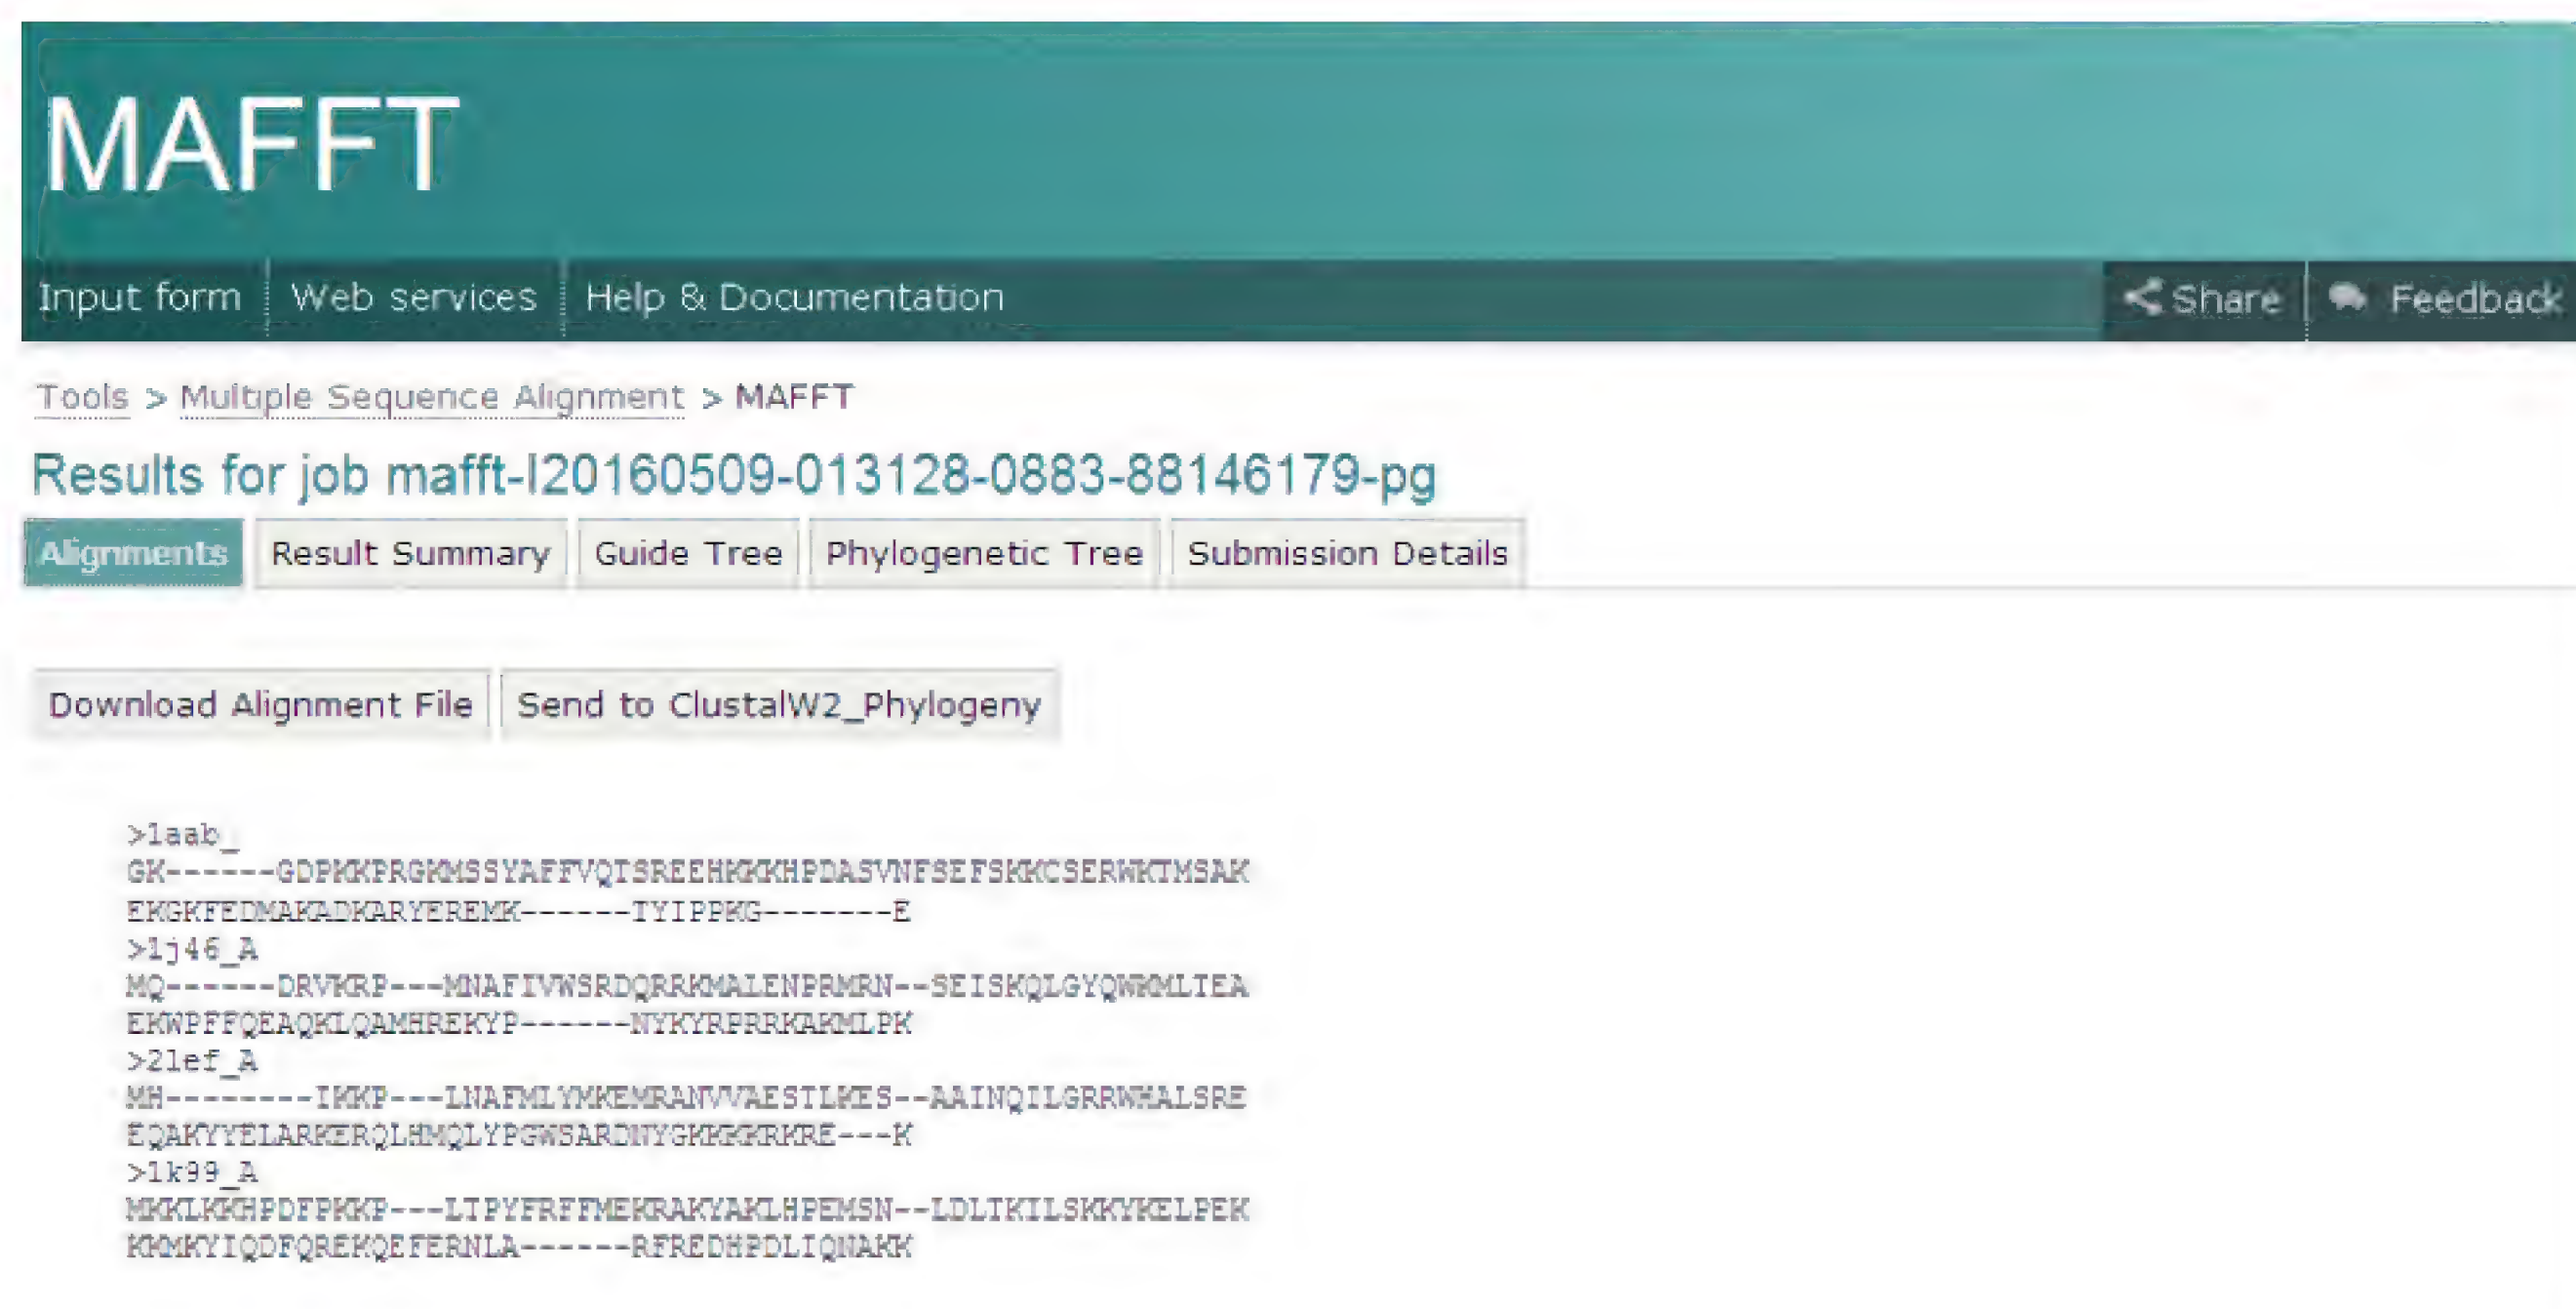 MAFFT
Input form Web services Help & Documentation Share Feedback
Tools > Multiple Sequence Alignment > MAFFT
Results for job mafft-I20160509-013128-0883-88146179-pg
Alignments Result Summary Guide Tree Phylogenetic Tree Submission Details
Download Alignment File Send to ClustalW2_Phylogeny
>1aab_
GK------GDPKKPRGKMSSYAFFVQTSREEHKKKHPDASVNFSEFSKKCSERWKTMSAK
EKGKFEDMAKADKARYEREMK------TYIPPKG-------E
>1j46_A
MQ------DRVKRP---MNAFIVWSRDQRRKMALENPRMRN--SEISKQLGYQWKMLTEA
EKWPFFQEAQKLQAMHREKYP------NYKYRPRRKAKMLPK
>2lef_A
MH--------IKKP---LNAFMLYMKEMRANVVAESTLKES--AAINQILGRRWHALSRE
EQAKYYELARKERQLHMQLYPGWSARDNYGKKKKRKRE---K
>1k99_A
MKKLKKHPDFPKKP---LTPYFRFFMEKRAKYAKLHPEMSN--LDLTKILSKKYKELPEK
KKMKYIQDFQREKQEFERNLA------RFREDHPDLIQNAKK